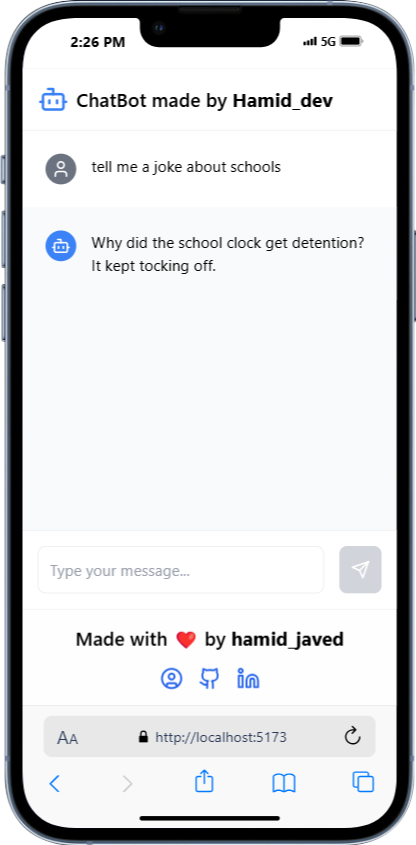 2:26 PM
5G
ChatBot made by Hamid_dev
tell me a joke about schools
Why did the school clock get detention?
It kept tocking off.
Type your message...
Made with ❤️ by hamid_javed
AA
http://localhost:5173